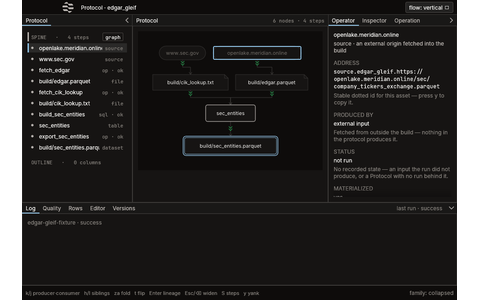 Protocol · edgar_gleif
flow: vertical
Protocol
Protocol
6 nodes · 4 steps
Operator Inspector Operation
SPINE · 4 steps graph
openlake.meridian.online source
www.sec.gov source
fetch_edgar op · ok
build/edgar.parquet file
fetch_cik_lookup op · ok
build/cik_lookup.txt file
build_sec_entities sql · ok
sec_entities table
export_sec_entities op · ok
build/sec_entities.parqu dataset
OUTLINE · 0 columns
www.sec.gov
openlake.meridian.online
build/cik_lookup.txt
build/edgar.parquet
sec_entities
build/sec_entities.parquet
openlake.meridian.online
source · an external origin fetched into the
build
ADDRESS
source.edgar_gleif.https://
openlake.meridian.online/sec/
company_tickers_exchange.parquet
Stable dotted id for this asset — press y to
copy it.
PRODUCED BY
external input
Fetched from outside the build — nothing in
the protocol produces it.
STATUS
not run
No recorded state — an input the run did not
produce, or a Protocol with no run behind it.
MATERIALIZED
Log Quality Rows Editor Versions
last run · success
edgar-gleif-fixture · success
k/j producer-consumer h/l siblings za fold t flip Enter lineage widen S steps y yank
family: collapsed